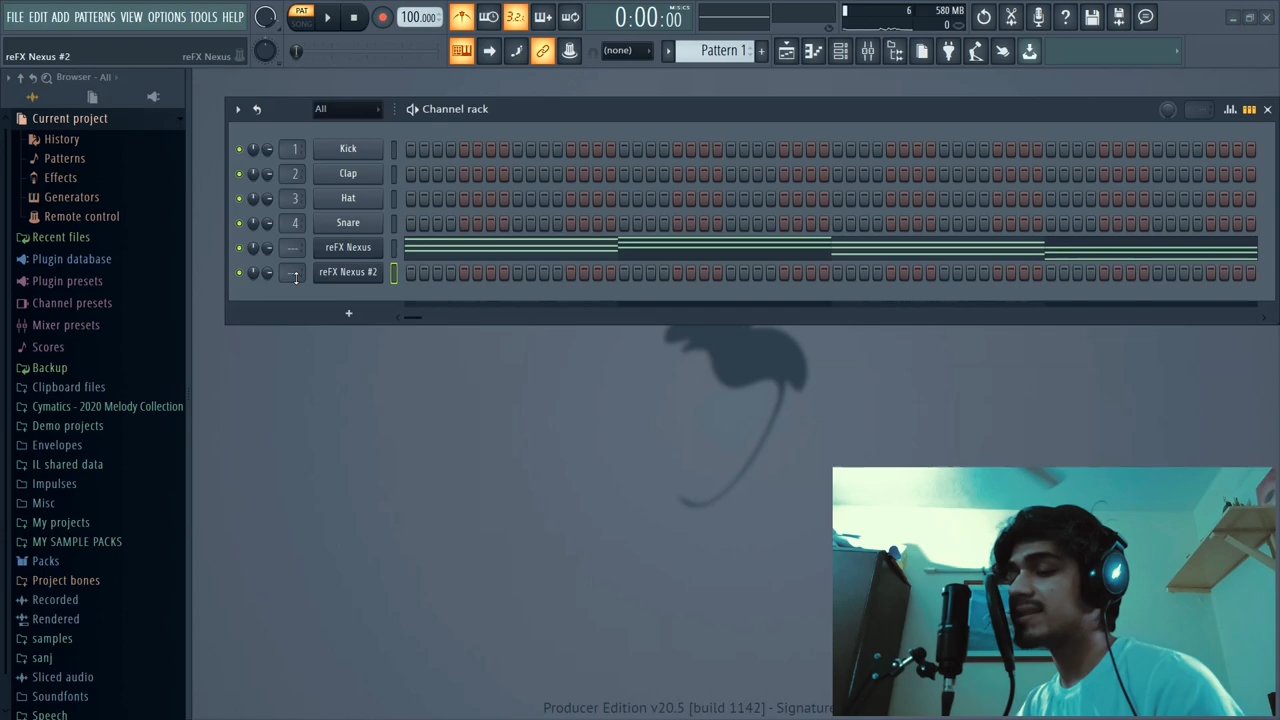 FILE EDIT ADD PATTERNS VIEW OPTIONS TOOLS HELP
PAT
SONG
100.000
3.2.
0:00:00
M:S:CS
6
580 MB
0
reFX Nexus #2
reFX Nexus
(none)
Pattern 1
Browser - All
All
Channel rack
Current project
History
Patterns
Effects
Generators
Remote control
Recent files
Plugin database
Plugin presets
Channel presets
Mixer presets
Scores
Backup
Clipboard files
Cymatics - 2020 Melody Collection
Demo projects
Envelopes
IL shared data
Impulses
Misc
My projects
MY SAMPLE PACKS
Packs
Project bones
Recorded
Rendered
samples
sanj
Sliced audio
Soundfonts
Speech
1 Kick
2 Clap
3 Hat
4 Snare
--- reFX Nexus
--- reFX Nexus #2
Producer Edition v20.5 [build 1142] - Signature